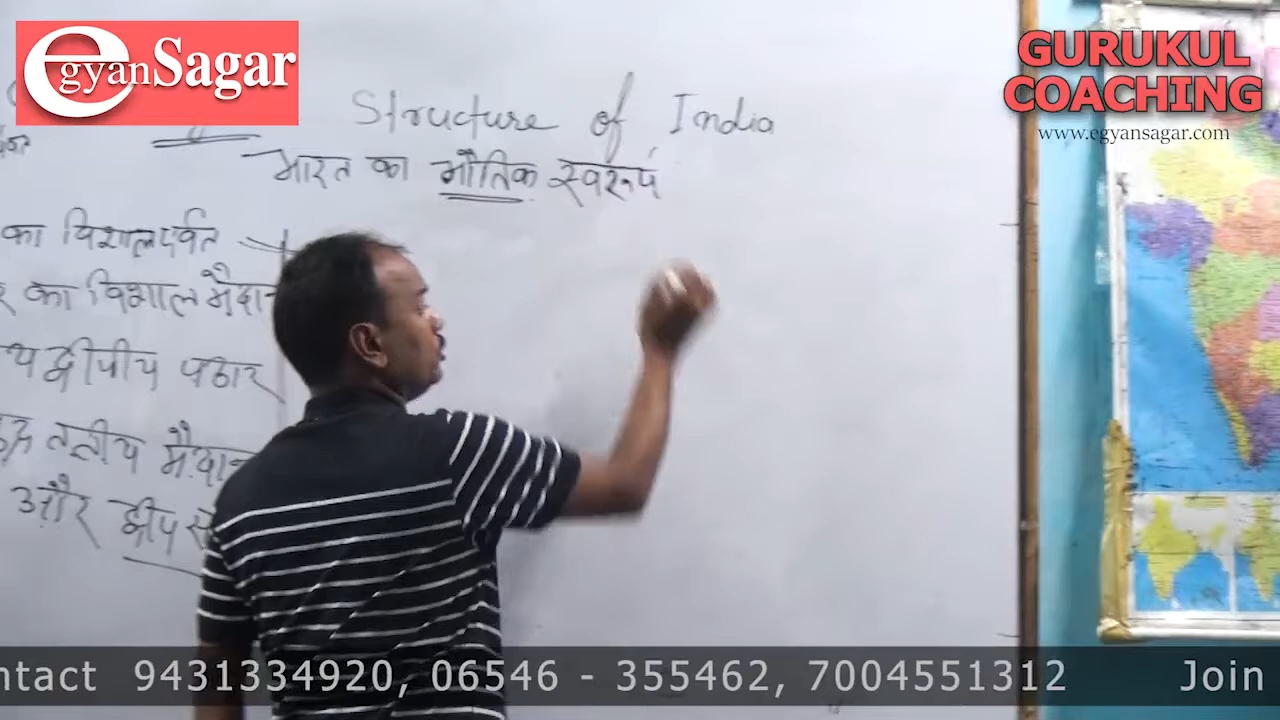 egyanSagar
GURUKUL
COACHING
www.egyansagar.com
Structure of India
भारत का भौतिक स्वरूप
का विशाल पर्वत
का विशाल मैदान
द्वीपीय पठार
तटीय मैदान
और द्वीप
ntact 9431334920, 06546 - 355462, 7004551312 Join